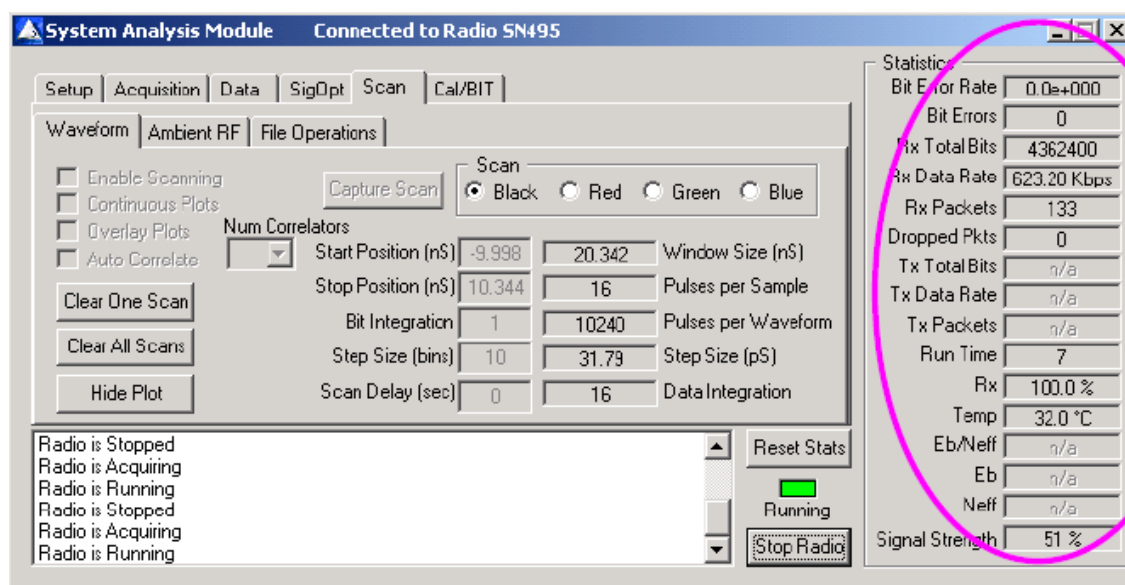 System Analysis Module Connected to Radio SN495
Setup Acquisition Data SigOpt Scan Cal/BIT
Waveform Ambient RF File Operations
Enable Scanning
Continuous Plots
Overlay Plots
Auto Correlate
Num Correlators
Capture Scan
Scan
Black Red Green Blue
Start Position (nS) -9.998 20.342 Window Size (nS)
Stop Position (nS) 10.344 16 Pulses per Sample
Bit Integration 1 10240 Pulses per Waveform
Step Size (bins) 10 31.79 Step Size (pS)
Scan Delay (sec) 0 16 Data Integration
Clear One Scan
Clear All Scans
Hide Plot
Radio is Stopped
Radio is Acquiring
Radio is Running
Radio is Stopped
Radio is Acquiring
Radio is Running
Reset Stats
Running
Stop Radio
Statistics
Bit Error Rate 0.0e+000
Bit Errors 0
Rx Total Bits 4362400
Rx Data Rate 623.20 Kbps
Rx Packets 133
Dropped Pkts 0
Tx Total Bits n/a
Tx Data Rate n/a
Tx Packets n/a
Run Time 7
Rx 100.0 %
Temp 32.0 °C
Eb/Neff n/a
Eb n/a
Neff n/a
Signal Strength 51 %